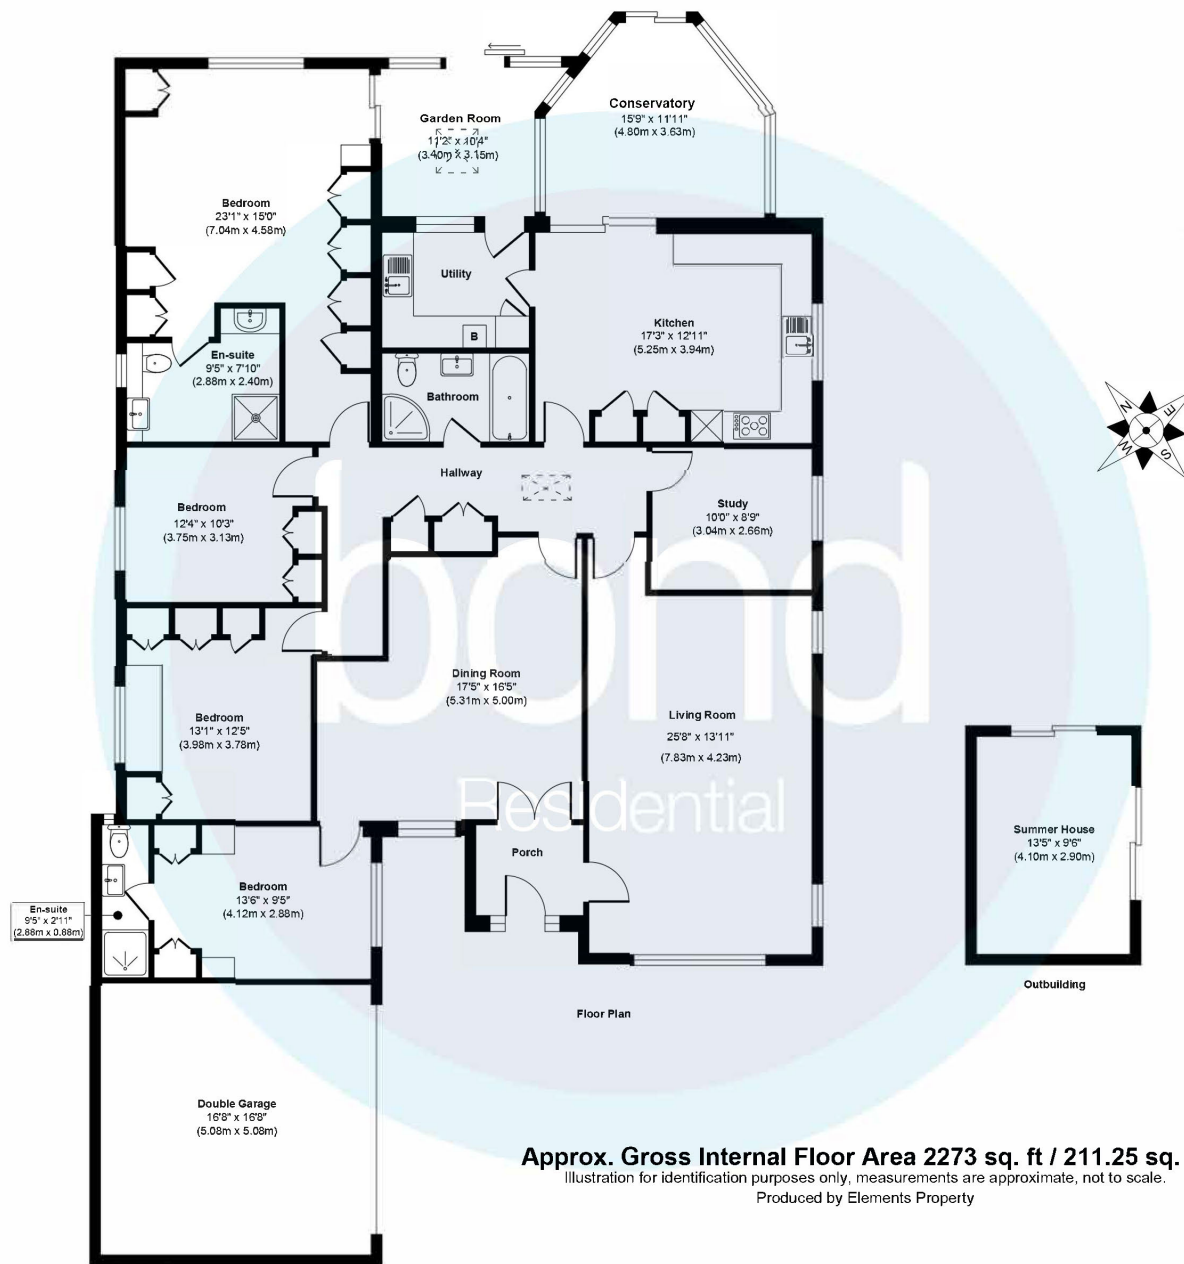 Conservatory
15'9" x 11'11"
(4.80m x 3.63m)
Garden Room
11'2" x 10'4"
(3.40m x 3.15m)
Bedroom
23'1" x 15'0"
(7.04m x 4.58m)
Utility
B
Kitchen
17'3" x 12'11"
(5.25m x 3.94m)
En-suite
9'5" x 7'10"
(2.88m x 2.40m)
Bathroom
N
E
W
S
Hallway
Bedroom
12'4" x 10'3"
(3.75m x 3.13m)
Study
10'0" x 8'9"
(3.04m x 2.66m)
bond
Residential
Dining Room
17'5" x 16'5"
(5.31m x 5.00m)
Bedroom
13'1" x 12'5"
(3.98m x 3.78m)
Living Room
25'8" x 13'11"
(7.83m x 4.23m)
Summer House
13'5" x 9'6"
(4.10m x 2.90m)
Porch
Bedroom
13'6" x 9'5"
(4.12m x 2.88m)
En-suite
9'5' x 2'11"
(2.88m x 0.88m)
Outbuilding
Floor Plan
Double Garage
16'8" x 16'8"
(5.08m x 5.08m)
Approx. Gross Internal Floor Area 2273 sq. ft / 211.25 sq.
Illustration for identification purposes only, measurements are approximate, not to scale.
Produced by Elements Property